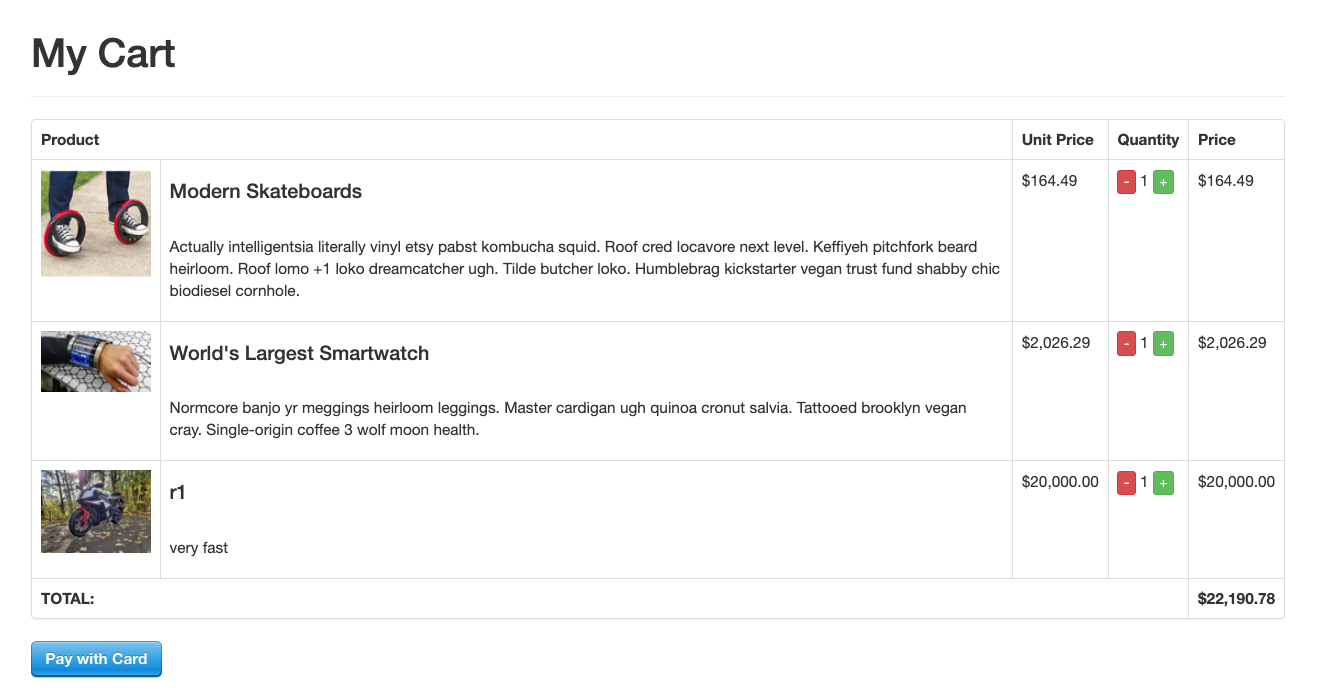 My Cart
Product Unit Price Quantity Price
Modern Skateboards $164.49 - 1 + $164.49
Actually intelligentsia literally vinyl etsy pabst kombucha squid. Roof cred locavore next level. Keffiyeh pitchfork beard
heirloom. Roof lomo +1 loko dreamcatcher ugh. Tilde butcher loko. Humblebrag kickstarter vegan trust fund shabby chic
biodiesel cornhole.
World's Largest Smartwatch $2,026.29 - 1 + $2,026.29
Normcore banjo yr meggings heirloom leggings. Master cardigan ugh quinoa cronut salvia. Tattooed brooklyn vegan
cray. Single-origin coffee 3 wolf moon health.
r1 $20,000.00 - 1 + $20,000.00
very fast
TOTAL: $22,190.78
Pay with Card